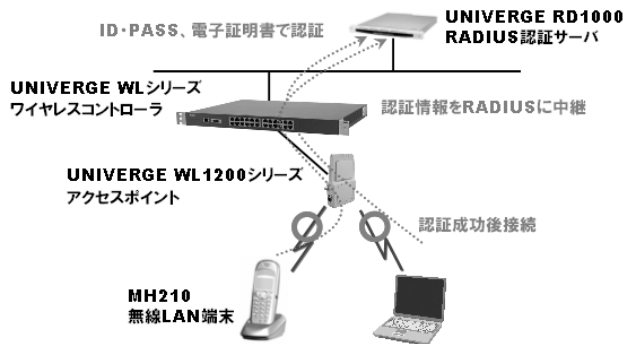 ID・PASS、電子証明書で認証
UNIVERGE RD1000
RADIUS認証サーバ
UNIVERGE WLシリーズ
ワイヤレスコントローラ
認証情報をRADIUSに中継
UNIVERGE WL1200シリーズ
アクセスポイント
認証成功後接続
MH210
無線LAN端末